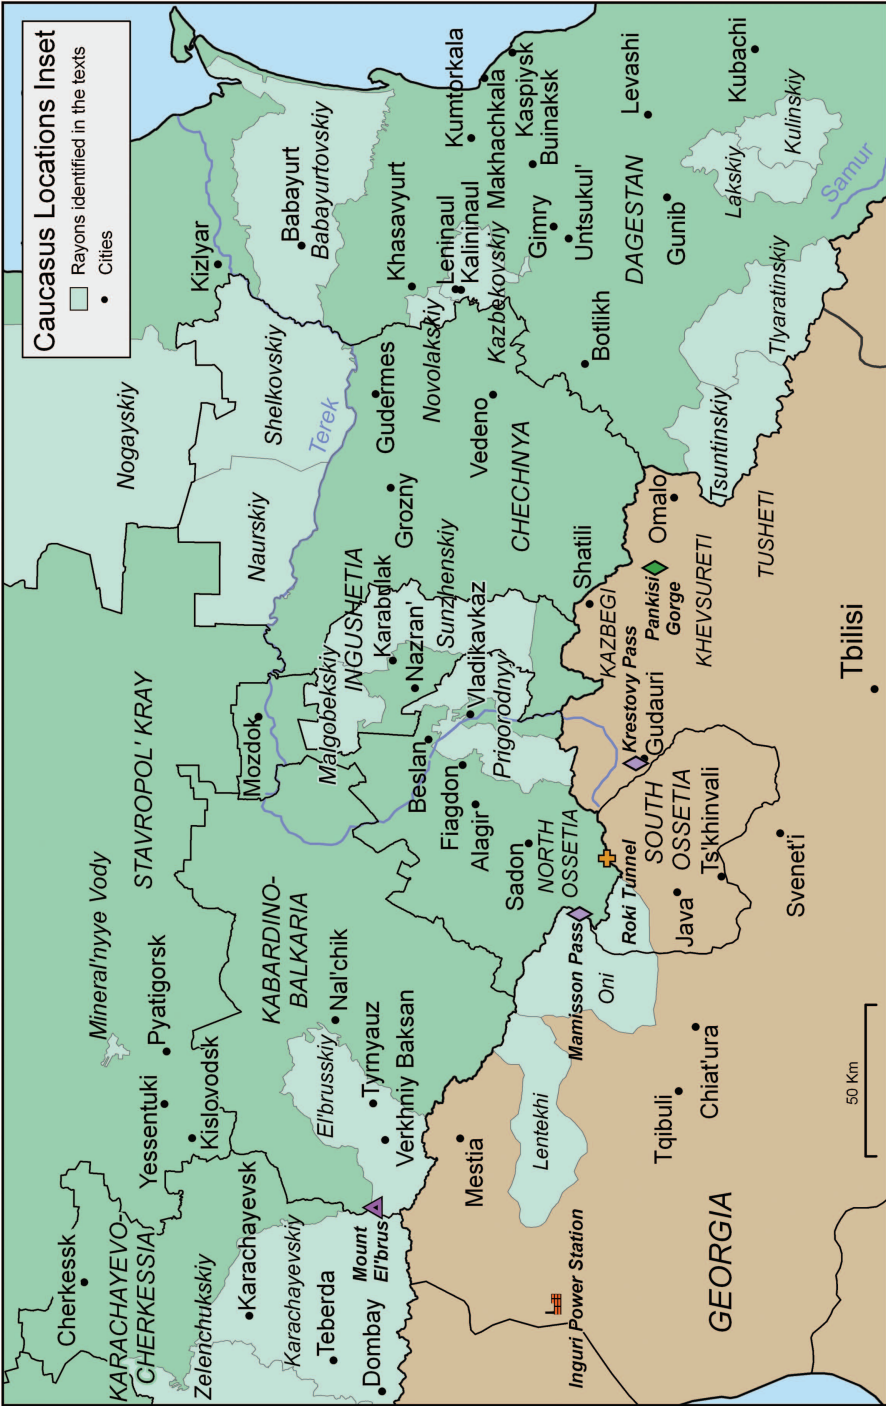 Caucasus Locations Inset
Rayons identified in the texts
Cities
Cherkessk
KARACHAYEVO-
CHERKESSIA
Zelenchukskiy
Karachayevsk
Karachayevskiy
Teberda
Dombay
Mount
El'brus
Yessentuki
Pyatigorsk
Kislovodsk
Mineral'nyye Vody
STAVROPOL' KRAY
KABARDINO-
BALKARIA
Nal'chik
El'brusskiy
Tyrnyauz
Verkhniy Baksan
Mozdok
Malgobekskiy
INGUSHETIA
Karabulak
Nazran'
Sunzhenskiy
Beslan
Vladikavkaz
Fiagdon
Prigorodnyy
Alagir
Sadon
NORTH
OSSETIA
Nogayskiy
Naurskiy
Shelkovskiy
Terek
Grozny
Gudermes
CHECHNYA
Vedeno
Shatili
Kizlyar
Babayurt
Babayurtovskiy
Khasavyurt
Novolakskiy
Leninaul
Kalininaul
Kazbekovskiy
Kumtorkala
Makhachkala
Kaspiysk
Buinaksk
Gimry
Untsukul'
Botlikh
DAGESTAN
Gunib
Levashi
Kubachi
Lakskiy
Kulinskiy
Samur
Tlyaratinskiy
Tsuntinskiy
Mestia
Lentekhi
Mamisson Pass
Oni
Roki Tunnel
SOUTH
OSSETIA
Java
Ts'khinvali
Svenet'i
Krestovy Pass
Gudauri
KAZBEGI
Pankisi
Gorge
Omalo
KHEVSURETI
TUSHETI
Tbilisi
Tqibuli
Chiat'ura
Inguri Power Station
GEORGIA
50 Km